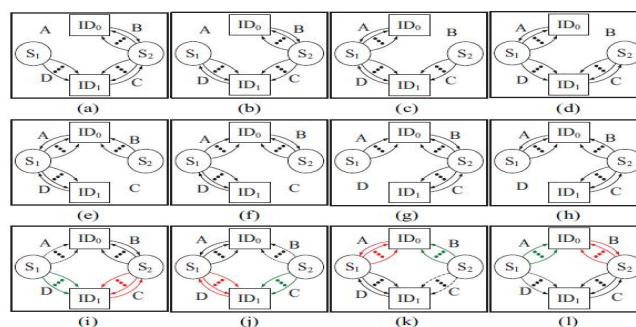 A ID₀ B
S₁ S₂
D ID₁ C
(a)
A ID₀ B
S₁ S₂
D ID₁ C
(b)
A ID₀ B
S₁ S₂
D ID₁ C
(c)
A ID₀ B
S₁ S₂
D ID₁ C
(d)
A ID₀ B
S₁ S₂
D ID₁ C
(e)
A ID₀ B
S₁ S₂
D ID₁ C
(f)
A ID₀ B
S₁ S₂
D ID₁ C
(g)
A ID₀ B
S₁ S₂
D ID₁ C
(h)
A ID₀ B
S₁ S₂
D ID₁ C
(i)
A ID₀ B
S₁ S₂
D ID₁ C
(j)
A ID₀ B
S₁ S₂
D ID₁ C
(k)
A ID₀ B
S₁ S₂
D ID₁ C
(l)